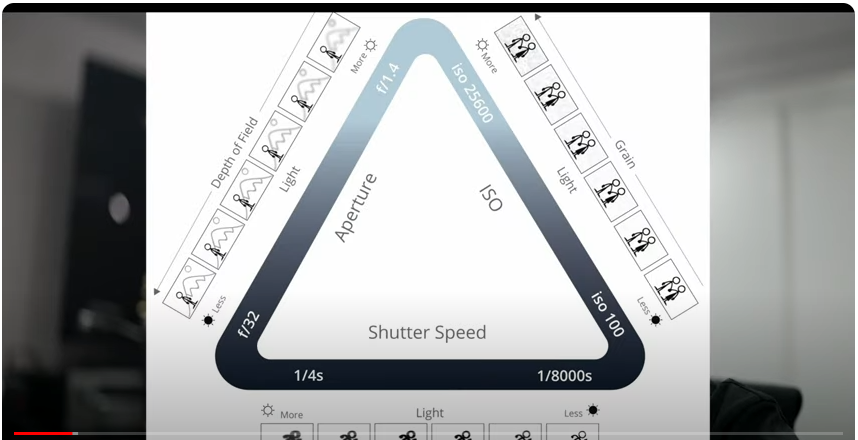 More
f/1.4
iso 25600
More
Depth of Field
Light
Aperture
ISO
Light
Grain
Less
f/32
Shutter Speed
iso 100
Less
1/4s
1/8000s
More
Light
Less